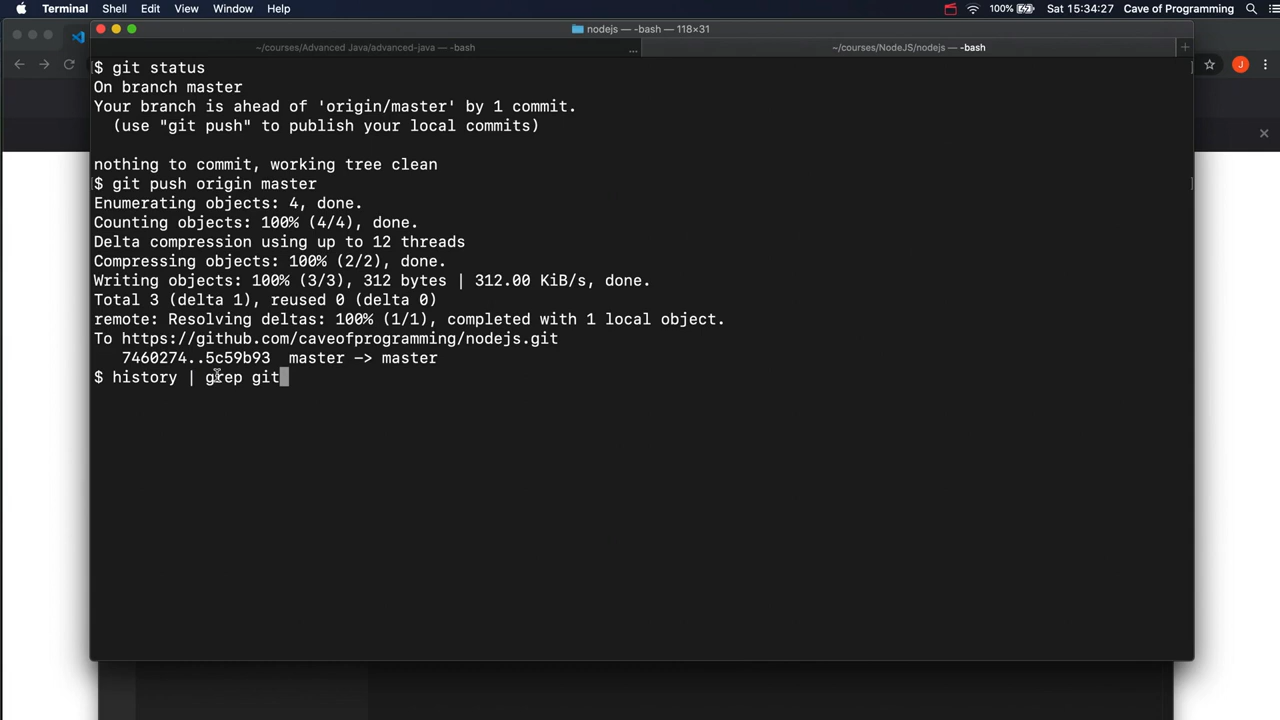 Terminal Shell Edit View Window Help 100% Sat 15:34:27 Cave of Programming
nodejs — -bash — 118×31
~/courses/Advanced Java/advanced-java — -bash ... ~/courses/NodeJS/nodejs — -bash +
$ git status
On branch master
Your branch is ahead of 'origin/master' by 1 commit.
(use "git push" to publish your local commits)
nothing to commit, working tree clean
$ git push origin master
Enumerating objects: 4, done.
Counting objects: 100% (4/4), done.
Delta compression using up to 12 threads
Compressing objects: 100% (2/2), done.
Writing objects: 100% (3/3), 312 bytes | 312.00 KiB/s, done.
Total 3 (delta 1), reused 0 (delta 0)
remote: Resolving deltas: 100% (1/1), completed with 1 local object.
To https://github.com/caveofprogramming/nodejs.git
7460274..5c59b93 master -> master
$ history | grep git
J